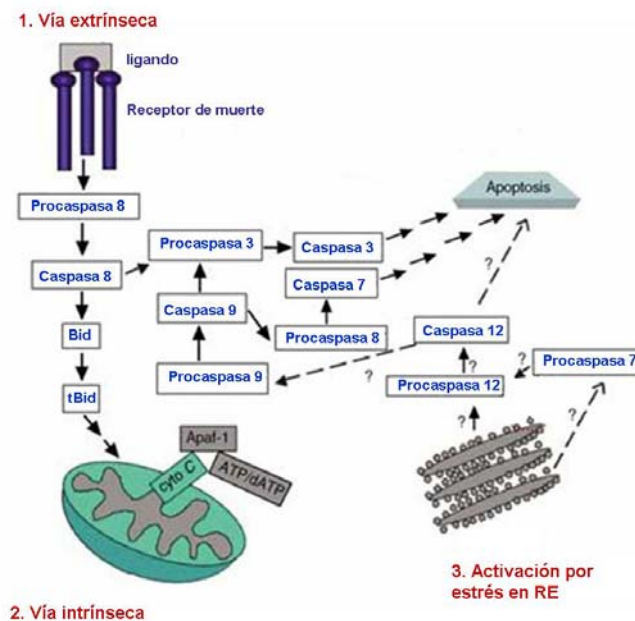 1. Vía extrínseca
ligando
Receptor de muerte
Procaspasa 8
Apoptosis
Procaspasa 3
Caspasa 3
Caspasa 8
Caspasa 7
?
Caspasa 9
Bid
Procaspasa 8
Caspasa 12
Procaspasa 9
?
?
?
Procaspasa 7
Procaspasa 12
tBid
?
?
Apaf-1
cyto C
ATP/dATP
3. Activación por
estrés en RE
2. Vía intrínseca